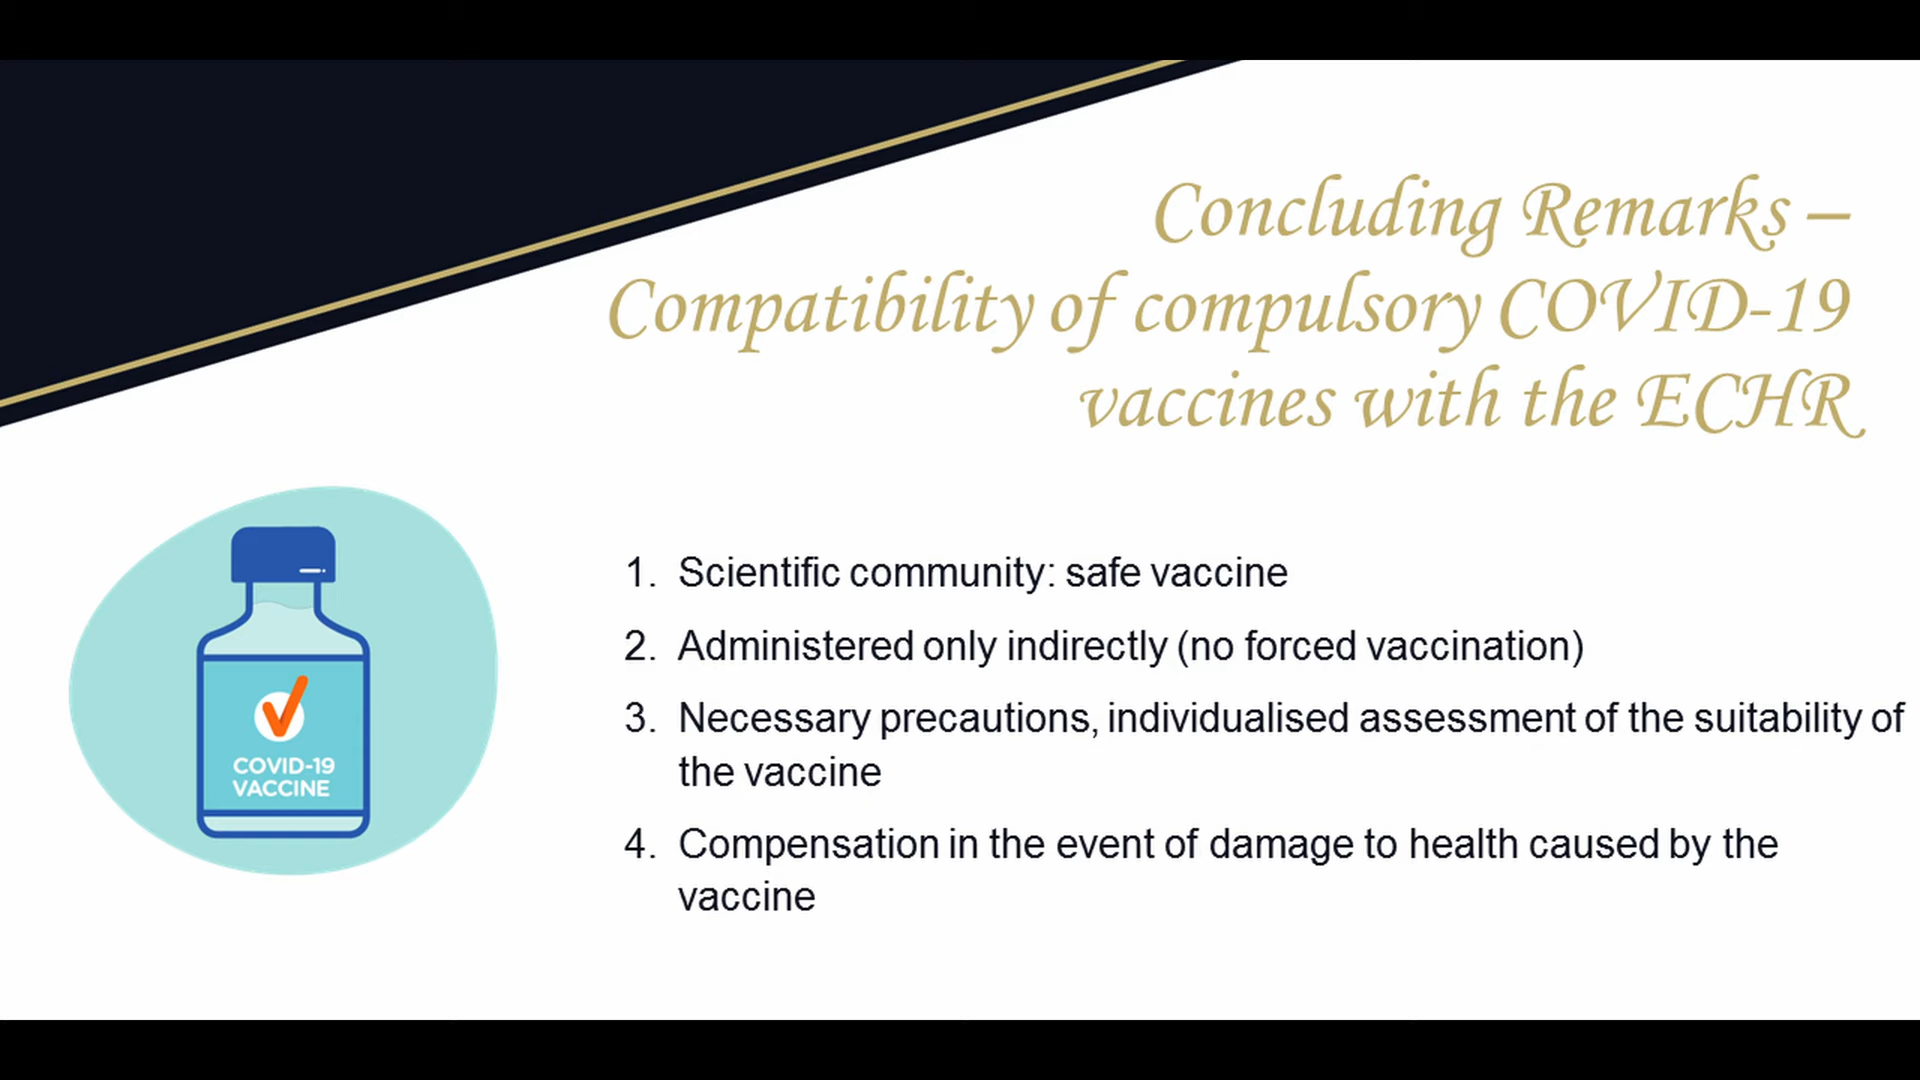 Concluding Remarks –
Compatibility of compulsory COVID-19
vaccines with the ECHR
COVID-19
VACCINE
1. Scientific community: safe vaccine
2. Administered only indirectly (no forced vaccination)
3. Necessary precautions, individualised assessment of the suitability of
the vaccine
4. Compensation in the event of damage to health caused by the
vaccine